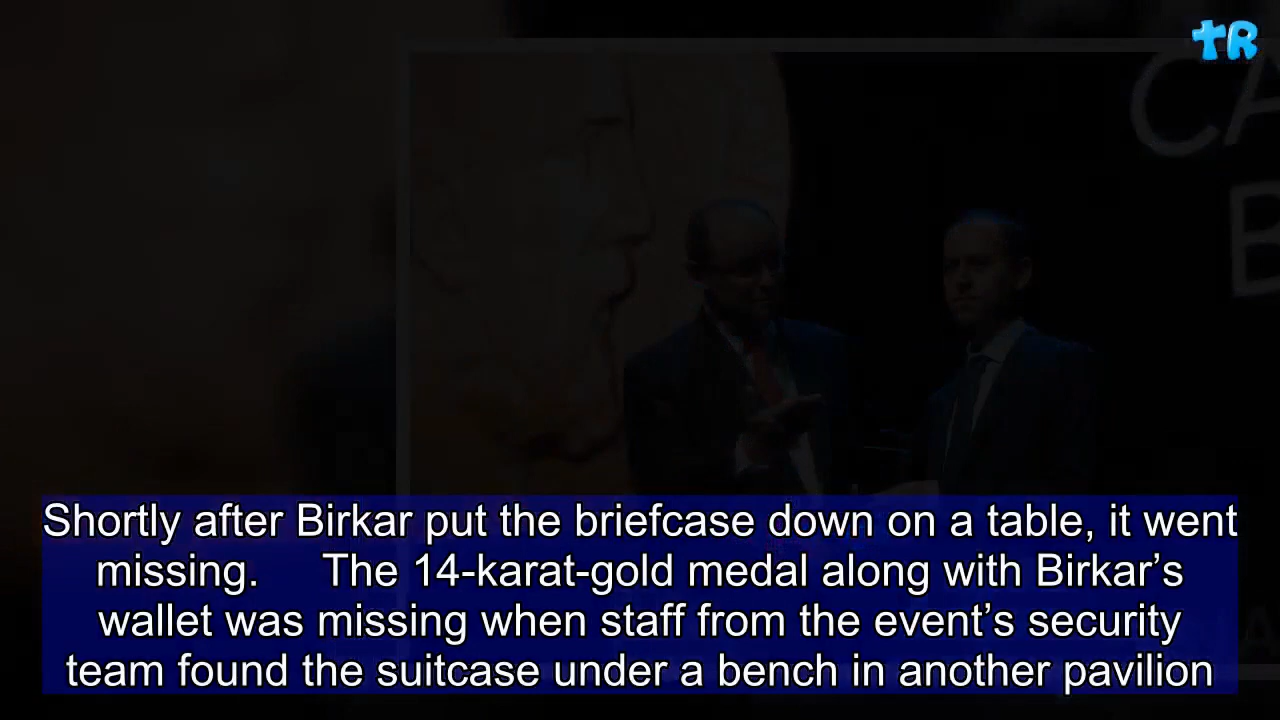 TR
CA
B
Shortly after Birkar put the briefcase down on a table, it went
missing. The 14-karat-gold medal along with Birkar’s
wallet was missing when staff from the event’s security
team found the suitcase under a bench in another pavilion